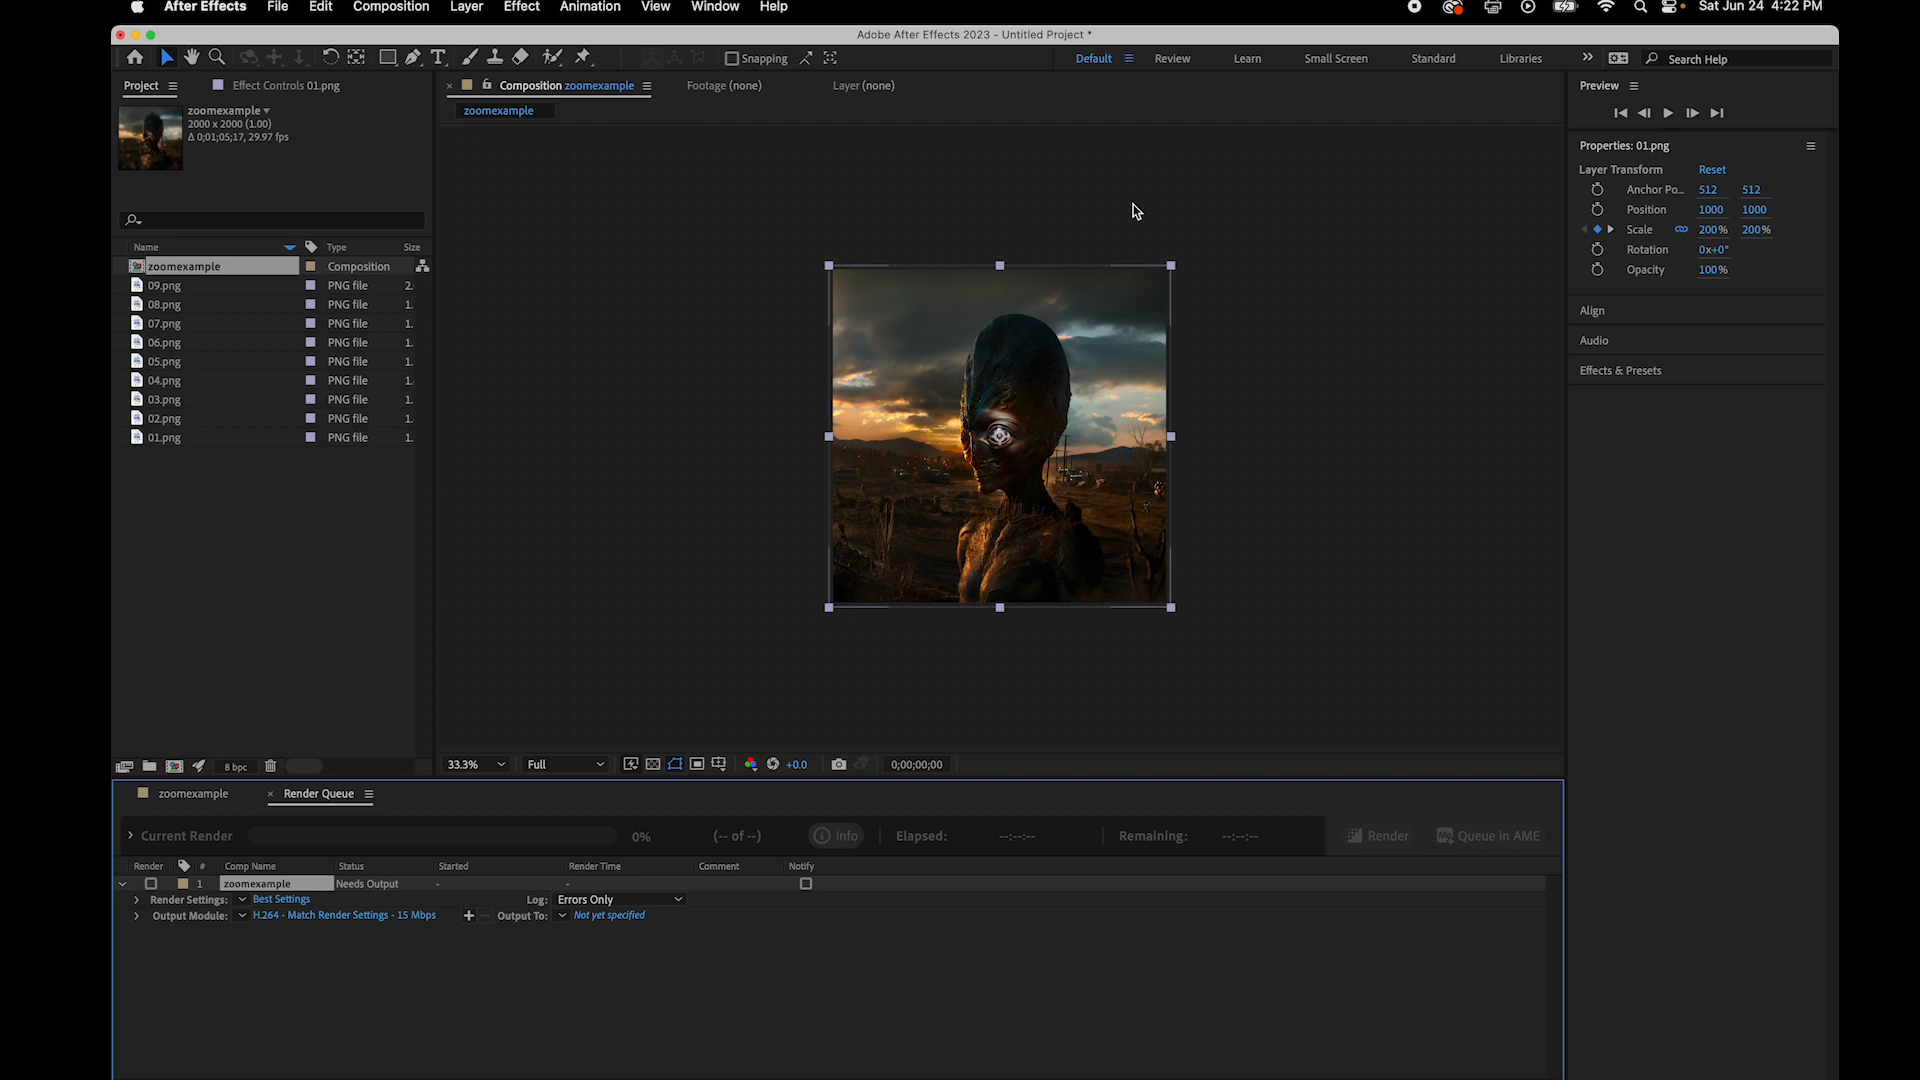 After Effects File Edit Composition Layer Effect Animation View Window Help Sat Jun 24 4:22 PM
Adobe After Effects 2023 - Untitled Project *
Snapping Default Review Learn Small Screen Standard Libraries Search Help
Project Effect Controls 01.png Composition zoomexample Footage (none) Layer (none) Preview
zoomexample
2000 x 2000 (1.00)
Δ 0;01;05;17, 29.97 fps
zoomexample
Properties: 01.png
Layer Transform Reset
Anchor Po... 512 512
Position 1000 1000
Scale 200% 200%
Rotation 0x+0°
Opacity 100%
Align
Audio
Effects & Presets
Name Type Size
zoomexample Composition
09.png PNG file 2.
08.png PNG file 1.
07.png PNG file 1.
06.png PNG file 1.
05.png PNG file 1.
04.png PNG file 1.
03.png PNG file 1.
02.png PNG file 1.
01.png PNG file 1.
8 bpc 33.3% Full +0.0 0;00;00;00
zoomexample Render Queue
Current Render 0% (-- of --) Info Elapsed: --:--:-- Remaining: --:--:-- Render Queue in AME
Render # Comp Name Status Started Render Time Comment Notify
1 zoomexample Needs Output - -
Render Settings: Best Settings Log: Errors Only
Output Module: H.264 - Match Render Settings - 15 Mbps Output To: Not yet specified